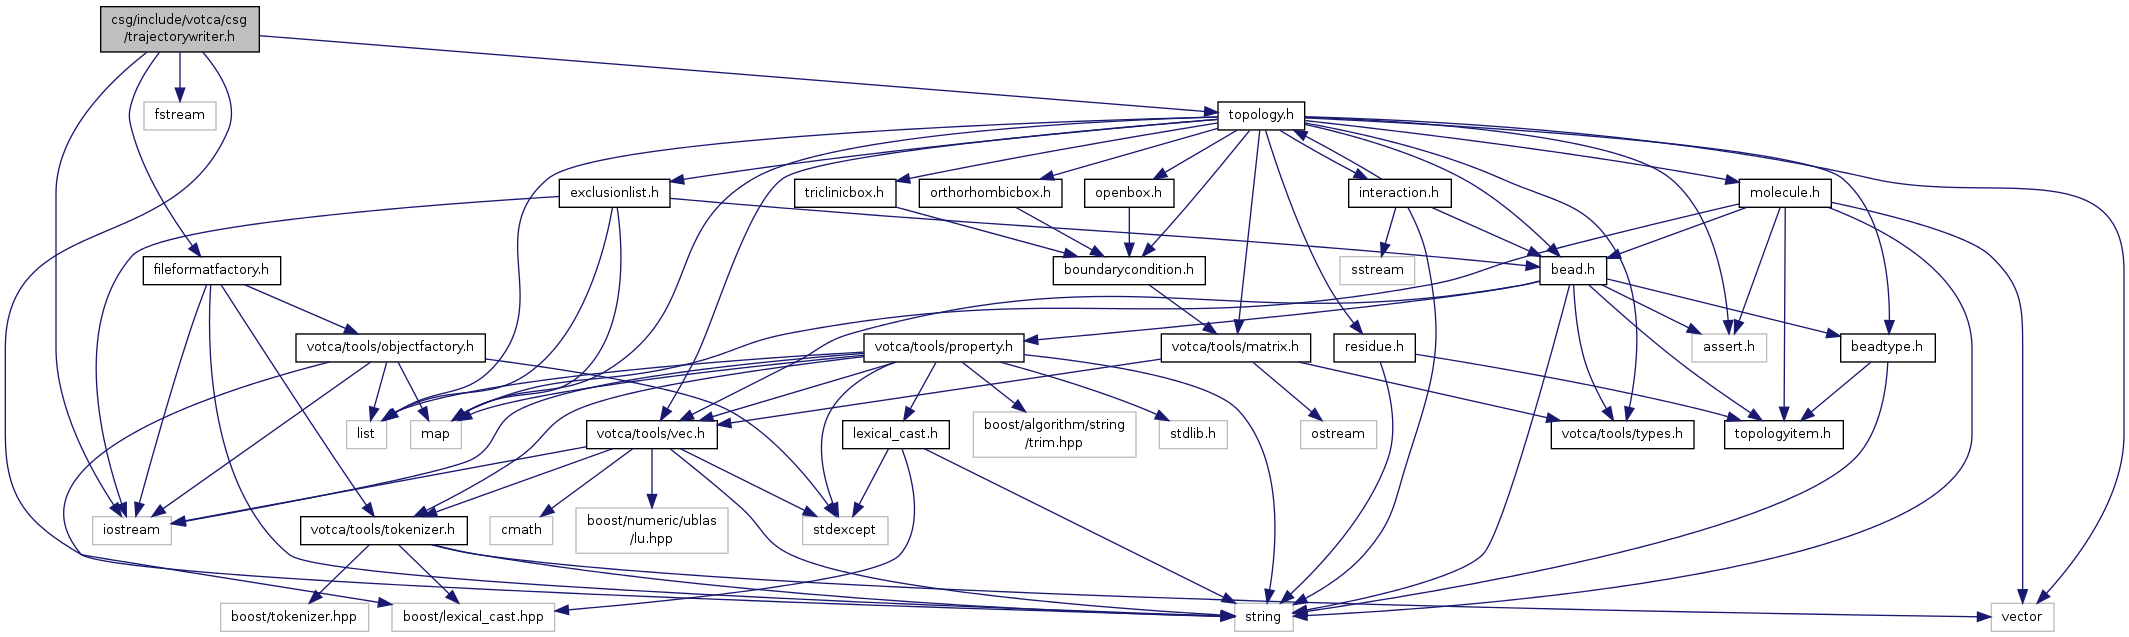 csg/include/votca/csg
/trajectorywriter.h
fstream
topology.h
exclusionlist.h
triclinicbox.h
orthorhombicbox.h
openbox.h
interaction.h
molecule.h
fileformatfactory.h
boundarycondition.h
sstream
bead.h
votca/tools/objectfactory.h
votca/tools/property.h
votca/tools/matrix.h
residue.h
assert.h
beadtype.h
list
map
votca/tools/vec.h
lexical_cast.h
boost/algorithm/string
/trim.hpp
stdlib.h
ostream
votca/tools/types.h
topologyitem.h
iostream
votca/tools/tokenizer.h
cmath
boost/numeric/ublas
/lu.hpp
stdexcept
boost/tokenizer.hpp
boost/lexical_cast.hpp
string
vector